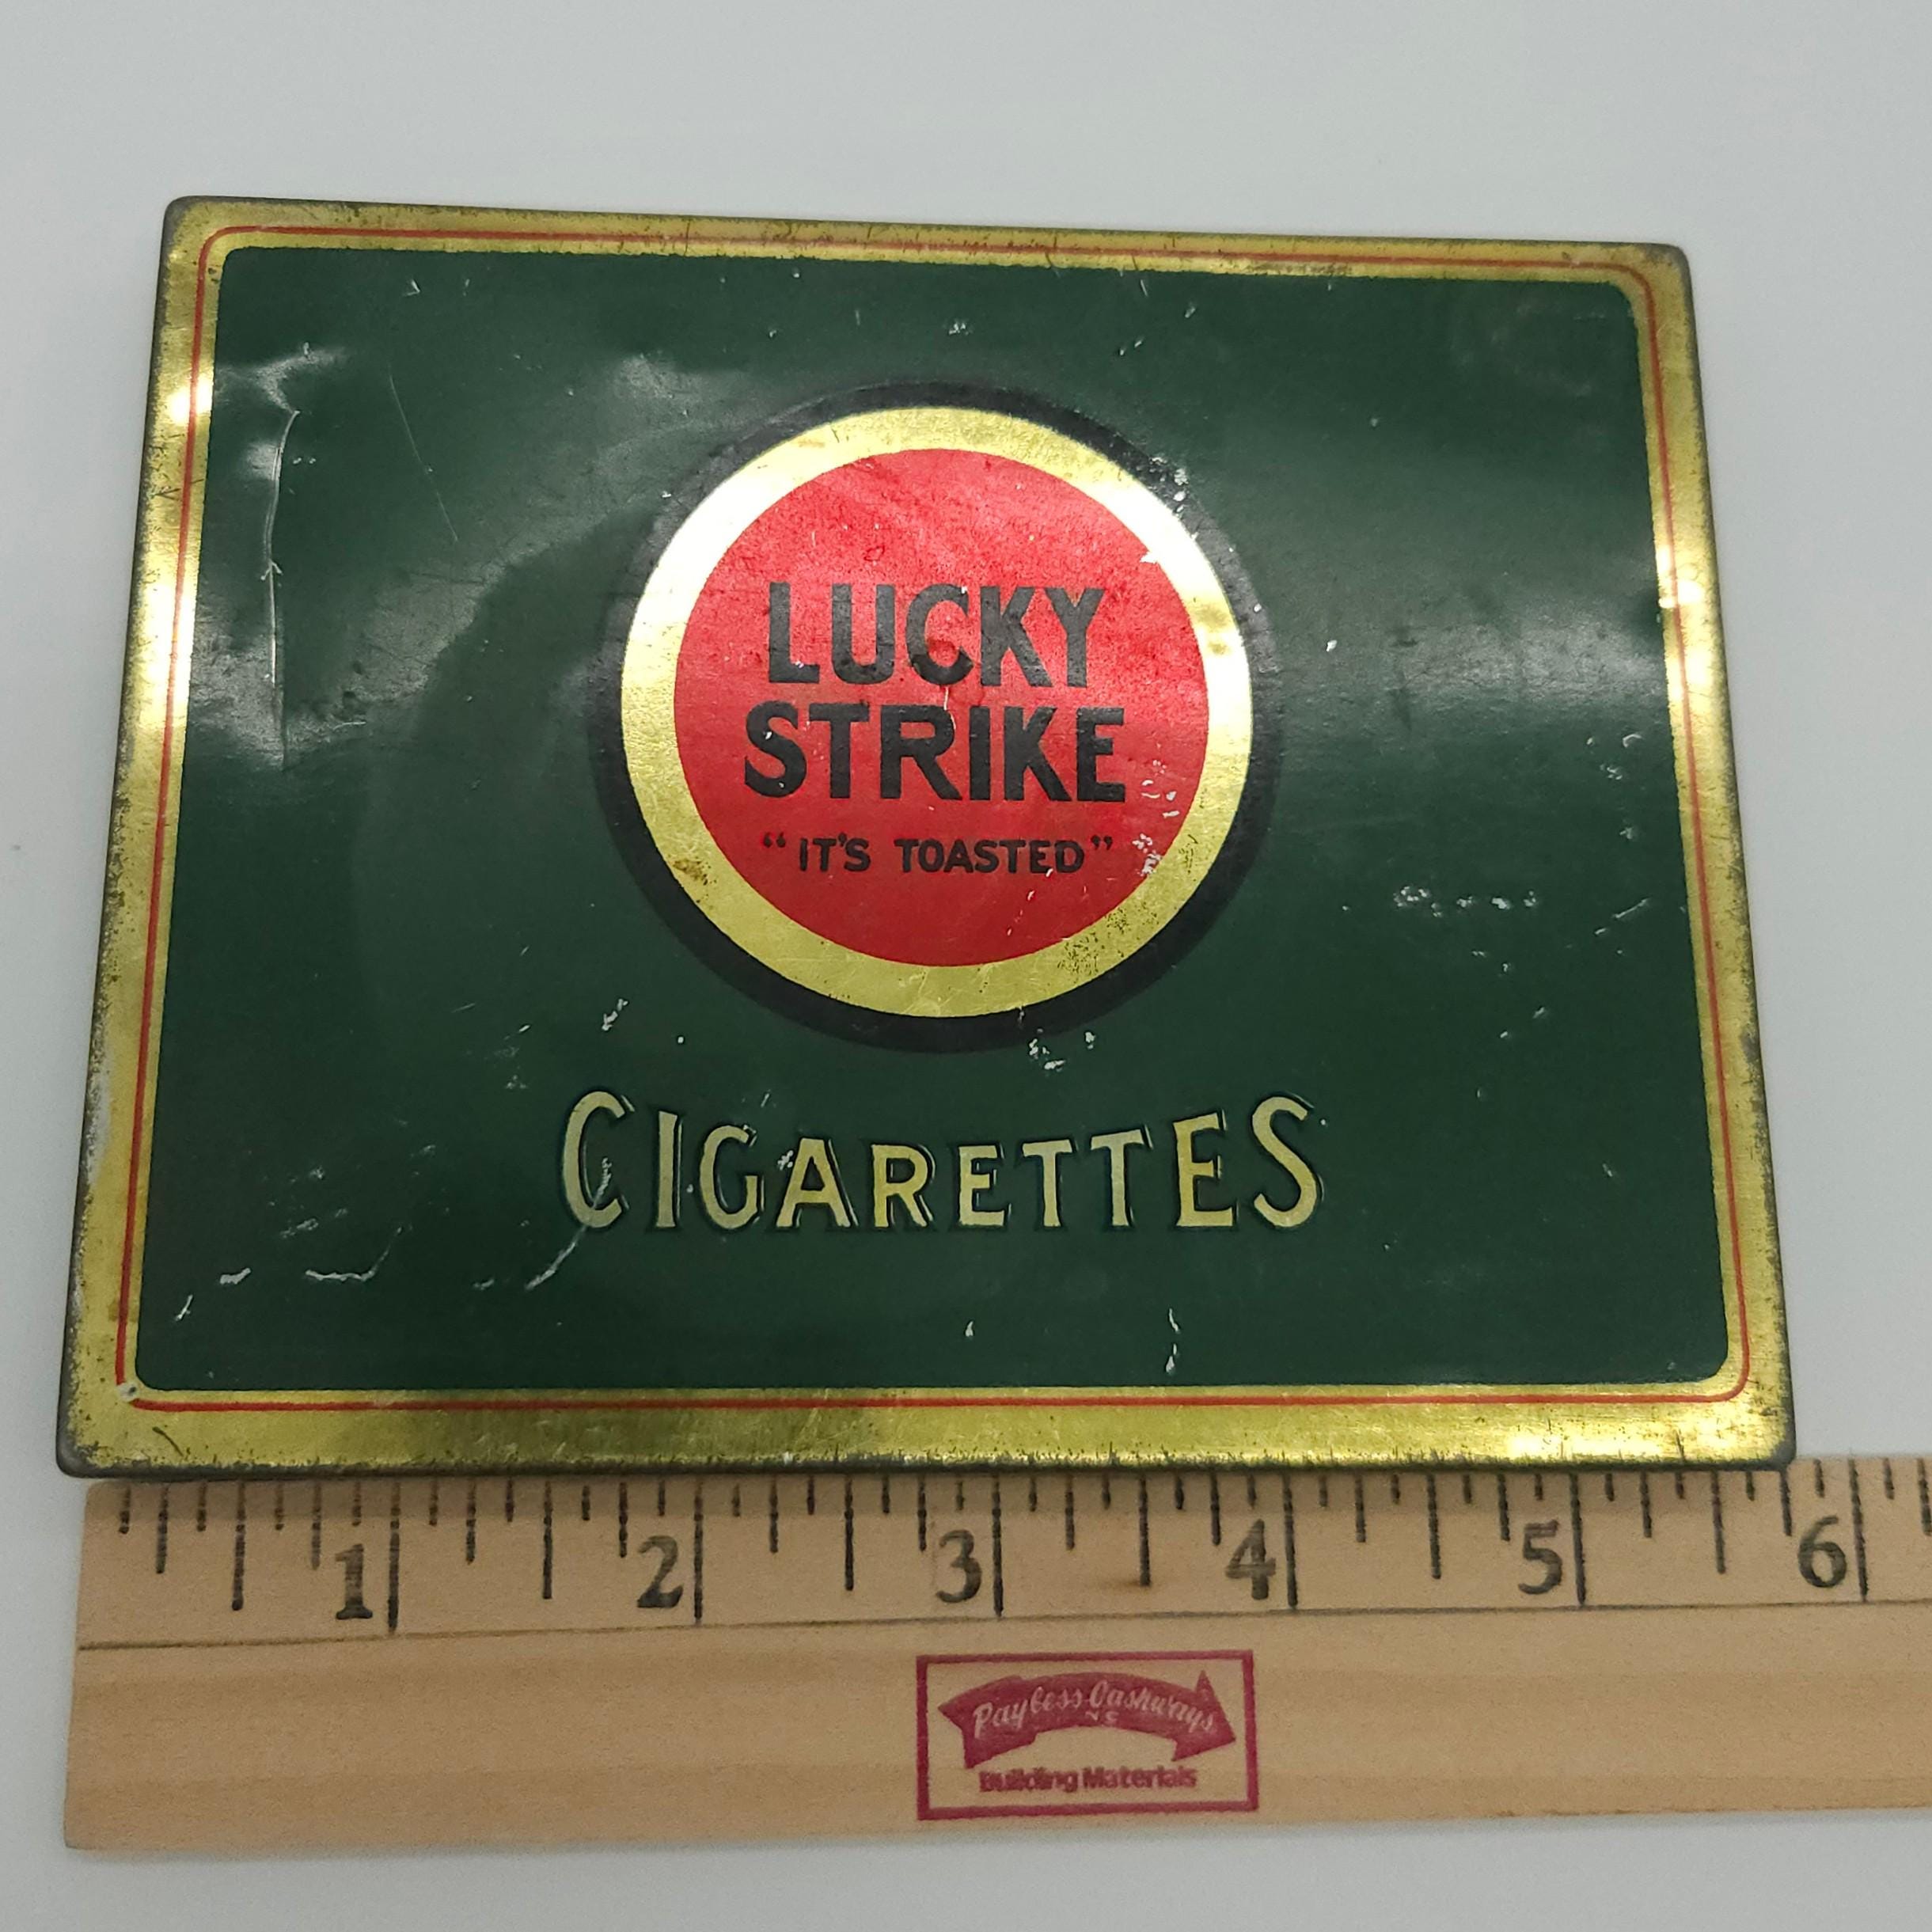 LUCKY
STRIKE
“IT'S TOASTED”
CIGARETTES
1 2 3 4 5 6
Payless Cashways
Building Materials